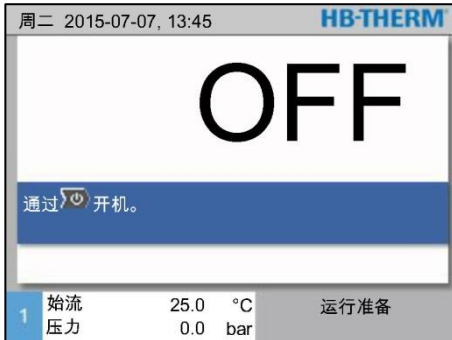 周二 2015-07-07, 13:45 HB-THERM
OFF
通过 开机。
始流 25.0 °C 运行准备
1
压力 0.0 bar